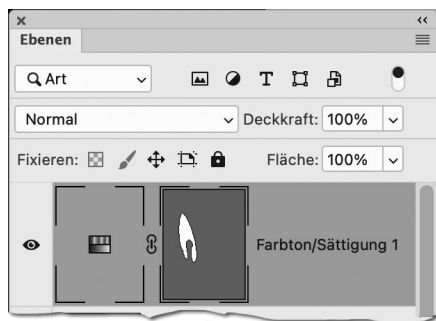 Ebenen
Art
Normal Deckkraft: 100%
Fixieren: Fläche: 100%
Farbton/Sättigung 1